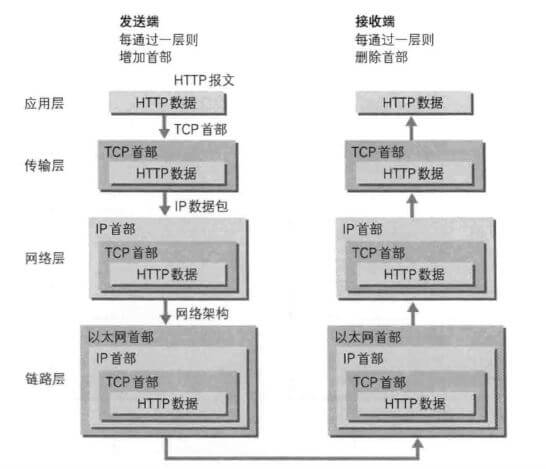 发送端
每通过一层则
增加首部
接收端
每通过一层则
删除首部
HTTP 报文
应用层
HTTP 数据
HTTP 数据
TCP 首部
传输层
TCP 首部
HTTP 数据
TCP 首部
HTTP 数据
IP 数据包
网络层
IP 首部
TCP 首部
HTTP 数据
IP 首部
TCP 首部
HTTP 数据
网络架构
链路层
以太网首部
IP 首部
TCP 首部
HTTP 数据
以太网首部
IP 首部
TCP 首部
HTTP 数据